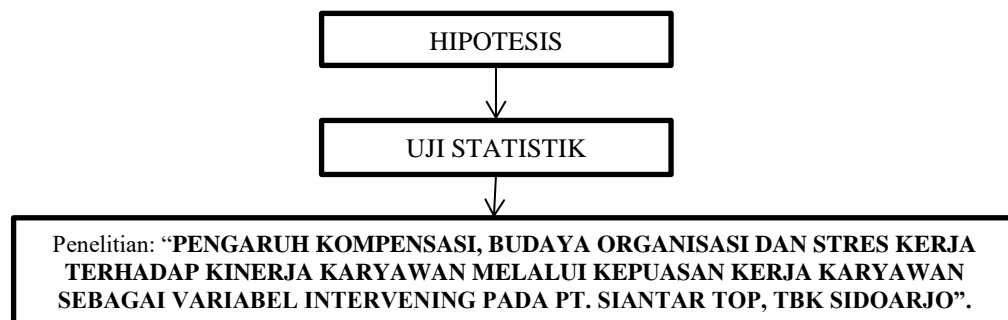 HIPOTESIS
UJI STATISTIK
Penelitian: “PENGARUH KOMPENSASI, BUDAYA ORGANISASI DAN STRES KERJA
TERHADAP KINERJA KARYAWAN MELALUI KEPUASAN KERJA KARYAWAN
SEBAGAI VARIABEL INTERVENING PADA PT. SIANTAR TOP, TBK SIDOARJO”.